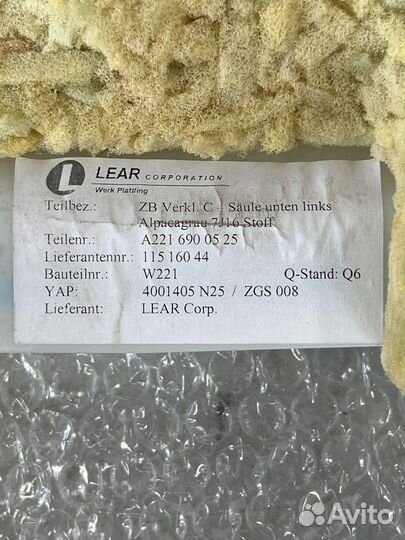 LEAR CORPORATION
Werk Plattling
Teilbez.: ZB Verkl. C - Säule unten links
Alpacagrau 7J16 Stoff
Teilenr.: A221 690 05 25
Lieferantennr.: 115 160 44
Bauteilnr.: W221 Q-Stand: Q6
YAP: 4001405 N25 / ZGS 008
Lieferant: LEAR Corp.
Avito